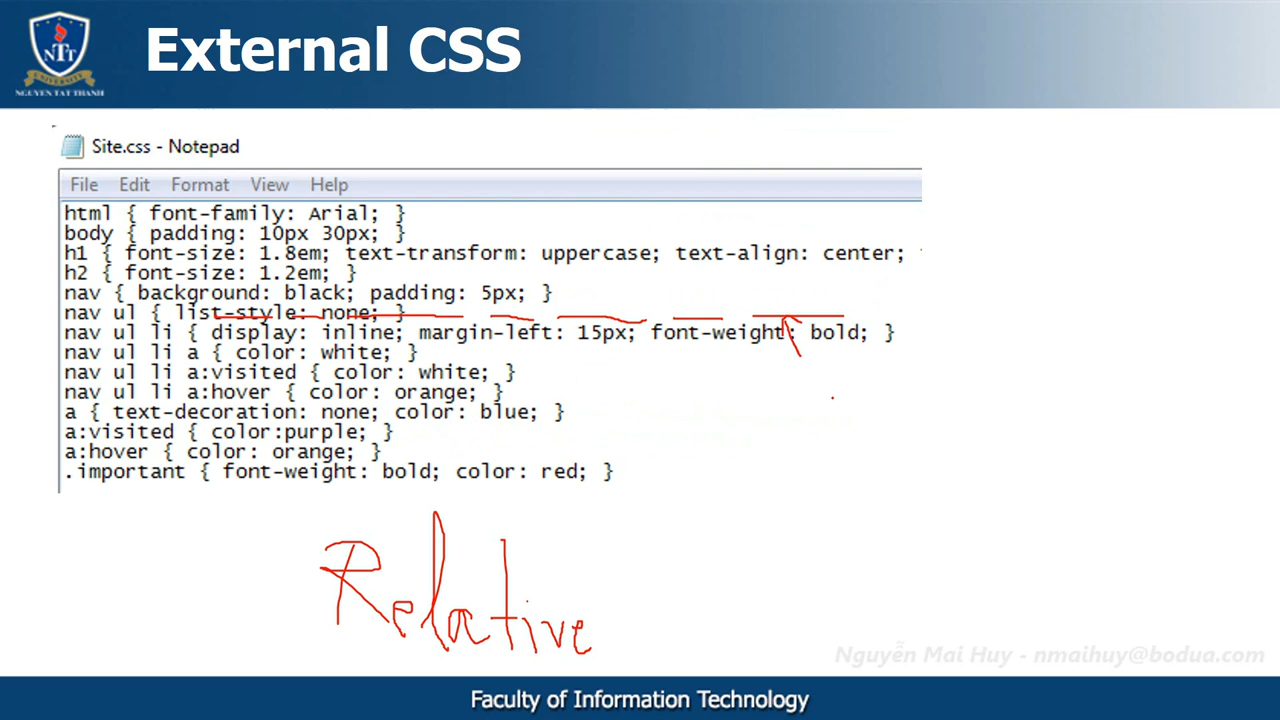 NTT
UNIVERSITY
NGUYEN TAT THANH
External CSS
Site.css - Notepad
File Edit Format View Help
html { font-family: Arial; }
body { padding: 10px 30px; }
h1 { font-size: 1.8em; text-transform: uppercase; text-align: center;
h2 { font-size: 1.2em; }
nav { background: black; padding: 5px; }
nav ul { list-style: none; }
nav ul li { display: inline; margin-left: 15px; font-weight: bold; }
nav ul li a { color: white; }
nav ul li a:visited { color: white; }
nav ul li a:hover { color: orange; }
a { text-decoration: none; color: blue; }
a:visited { color:purple; }
a:hover { color: orange; }
.important { font-weight: bold; color: red; }
Relative
Nguyễn Mai Huy - nmaihuy@bodua.com
Faculty of Information Technology